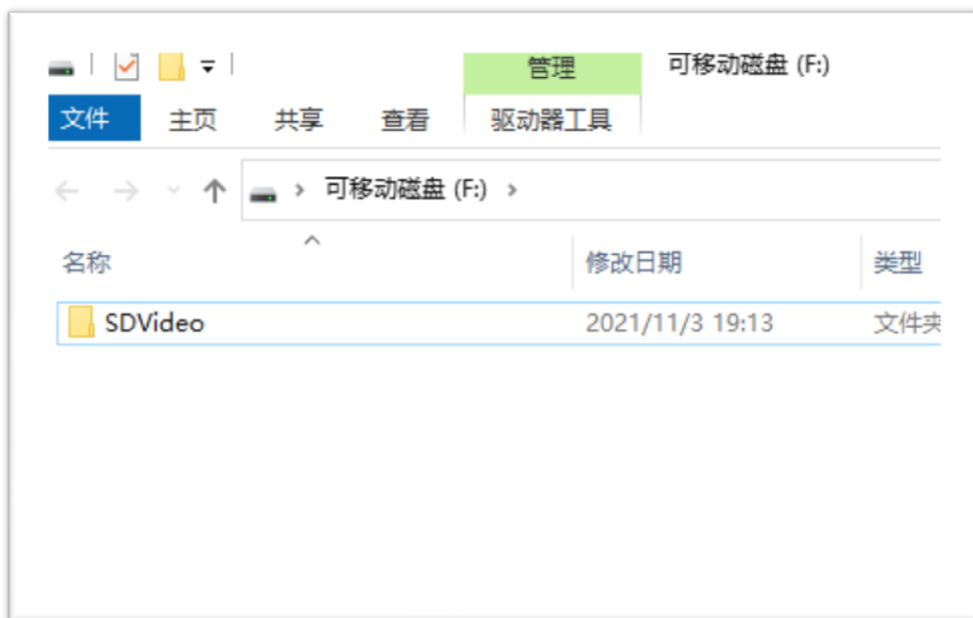 管理 可移动磁盘 (F:)
文件 主页 共享 查看 驱动器工具
可移动磁盘 (F:)
名称 修改日期 类型
SDVideo 2021/11/3 19:13 文件夹